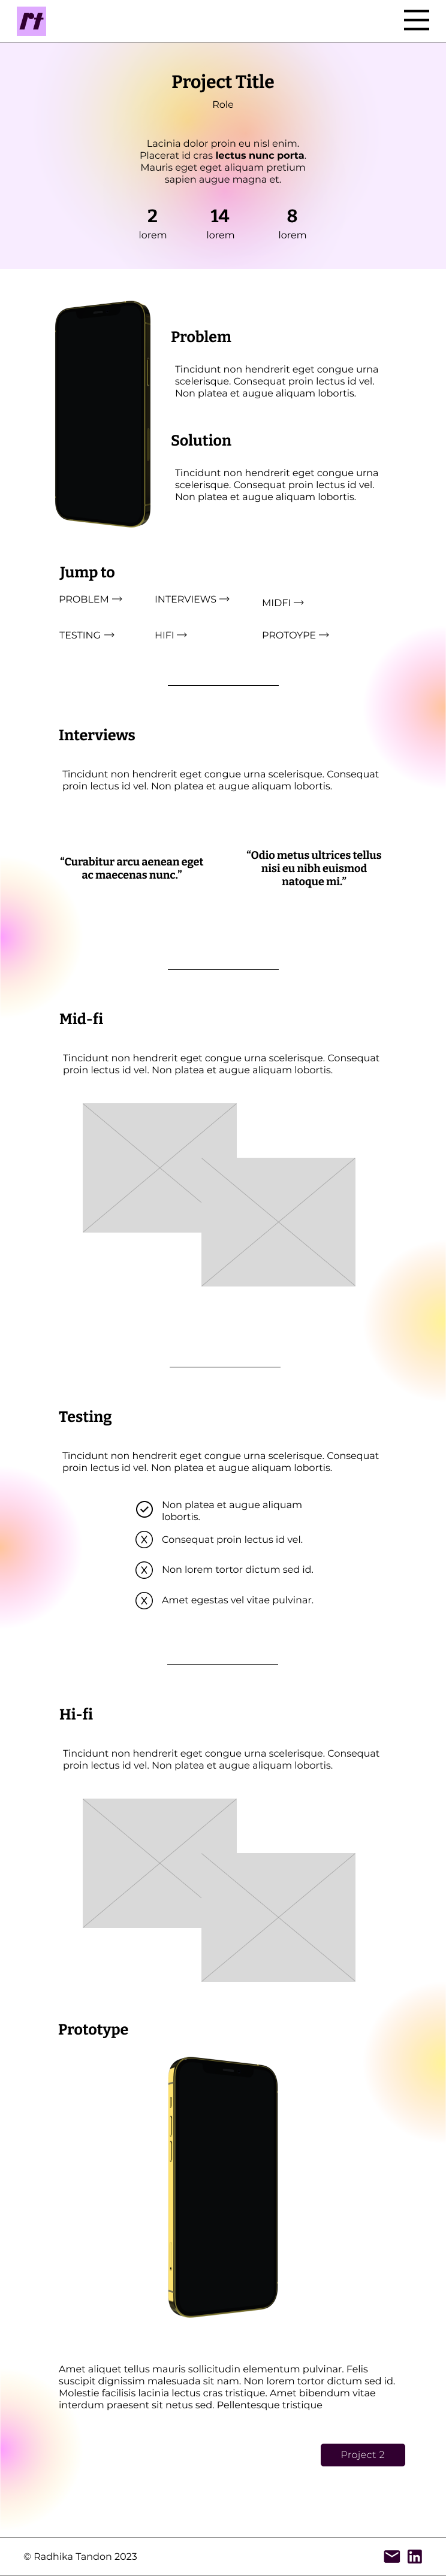 rt
Project Title
Role
Lacinia dolor proin eu nisl enim.
Placerat id cras lectus nunc porta.
Mauris eget eget aliquam pretium
sapien augue magna et.
2 14 8
lorem lorem lorem
Problem
Tincidunt non hendrerit eget congue urna
scelerisque. Consequat proin lectus id vel.
Non platea et augue aliquam lobortis.
Solution
Tincidunt non hendrerit eget congue urna
scelerisque. Consequat proin lectus id vel.
Non platea et augue aliquam lobortis.
Jump to
PROBLEM → INTERVIEWS → MIDFI →
TESTING → HIFI → PROTOYPE →
Interviews
Tincidunt non hendrerit eget congue urna scelerisque. Consequat
proin lectus id vel. Non platea et augue aliquam lobortis.
“Curabitur arcu aenean eget
ac maecenas nunc.”
“Odio metus ultrices tellus
nisi eu nibh euismod
natoque mi.”
Mid-fi
Tincidunt non hendrerit eget congue urna scelerisque. Consequat
proin lectus id vel. Non platea et augue aliquam lobortis.
Testing
Tincidunt non hendrerit eget congue urna scelerisque. Consequat
proin lectus id vel. Non platea et augue aliquam lobortis.
Non platea et augue aliquam
lobortis.
X Consequat proin lectus id vel.
X Non lorem tortor dictum sed id.
X Amet egestas vel vitae pulvinar.
Hi-fi
Tincidunt non hendrerit eget congue urna scelerisque. Consequat
proin lectus id vel. Non platea et augue aliquam lobortis.
Prototype
Amet aliquet tellus mauris sollicitudin elementum pulvinar. Felis
suscipit dignissim malesuada sit nam. Non lorem tortor dictum sed id.
Molestie facilisis lacinia lectus cras tristique. Amet bibendum vitae
interdum praesent sit netus sed. Pellentesque tristique
Project 2
© Radhika Tandon 2023
in